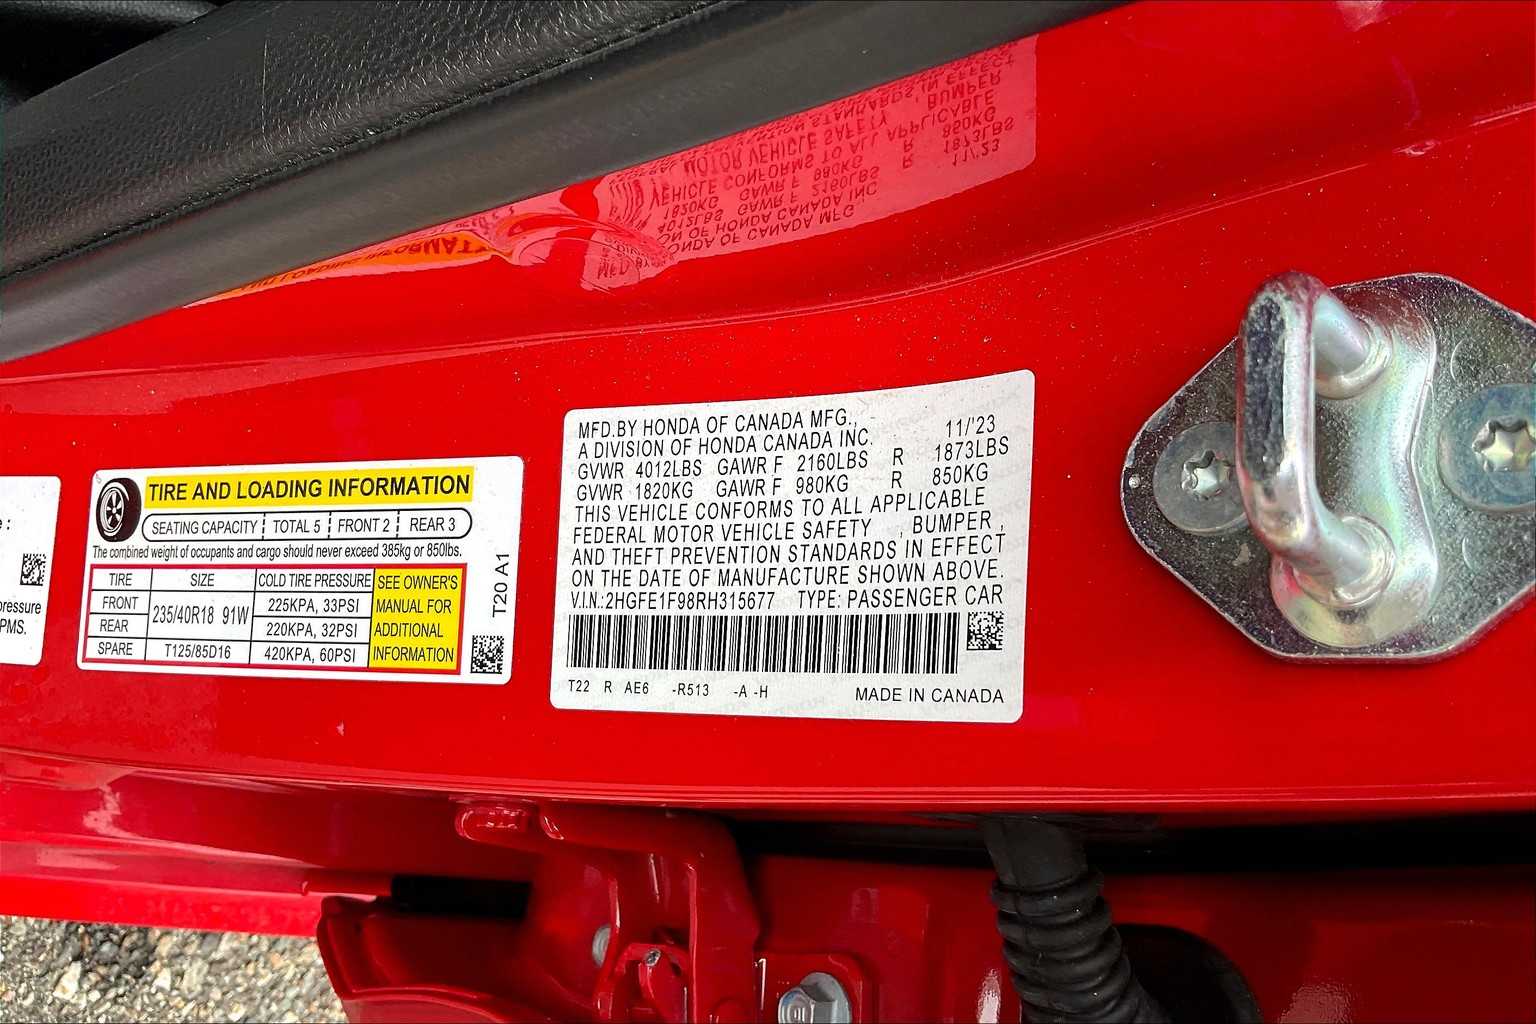 e :
pressure
PMS.
TIRE AND LOADING INFORMATION
SEATING CAPACITY TOTAL 5 FRONT 2 REAR 3
The combined weight of occupants and cargo should never exceed 385kg or 850lbs.
TIRE SIZE COLD TIRE PRESSURE SEE OWNER'S
FRONT 235/40R18 91W 225KPA, 33PSI MANUAL FOR
REAR 220KPA, 32PSI ADDITIONAL
SPARE T125/85D16 420KPA, 60PSI INFORMATION
T20 A1
MFD.BY HONDA OF CANADA MFG., 11/'23
A DIVISION OF HONDA CANADA INC.
GVWR 4012LBS GAWR F 2160LBS R 1873LBS
GVWR 1820KG GAWR F 980KG R 850KG
THIS VEHICLE CONFORMS TO ALL APPLICABLE
FEDERAL MOTOR VEHICLE SAFETY , BUMPER ,
AND THEFT PREVENTION STANDARDS IN EFFECT
ON THE DATE OF MANUFACTURE SHOWN ABOVE.
V.I.N.:2HGFE1F98RH315677 TYPE: PASSENGER CAR
T22 R AE6 -R513 -A -H MADE IN CANADA